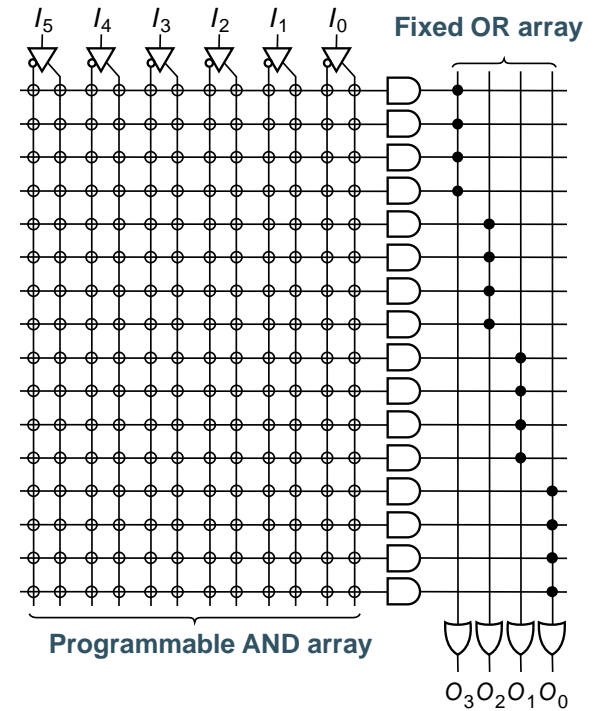 I5 I4 I3 I2 I1 I0
Fixed OR array
Programmable AND array
O3 O2 O1 O0